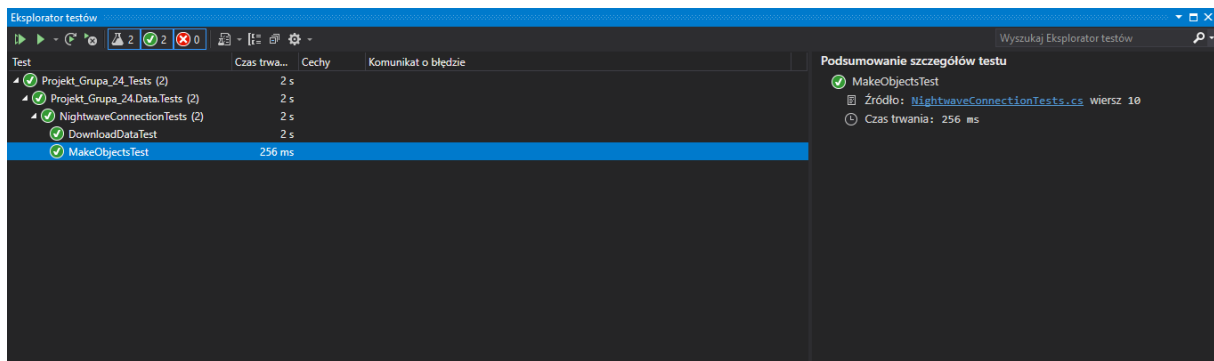 Eksplorator testów
2 2 0 Wyszukaj Eksplorator testów
Test Czas trwa... Cechy Komunikat o błędzie
Projekt_Grupa_24_Tests (2) 2 s
Projekt_Grupa_24.Data.Tests (2) 2 s
NightwaveConnectionTests (2) 2 s
DownloadDataTest 2 s
MakeObjectsTest 256 ms
Podsumowanie szczegółów testu
MakeObjectsTest
Źródło: NightwaveConnectionTests.cs wiersz 10
Czas trwania: 256 ms